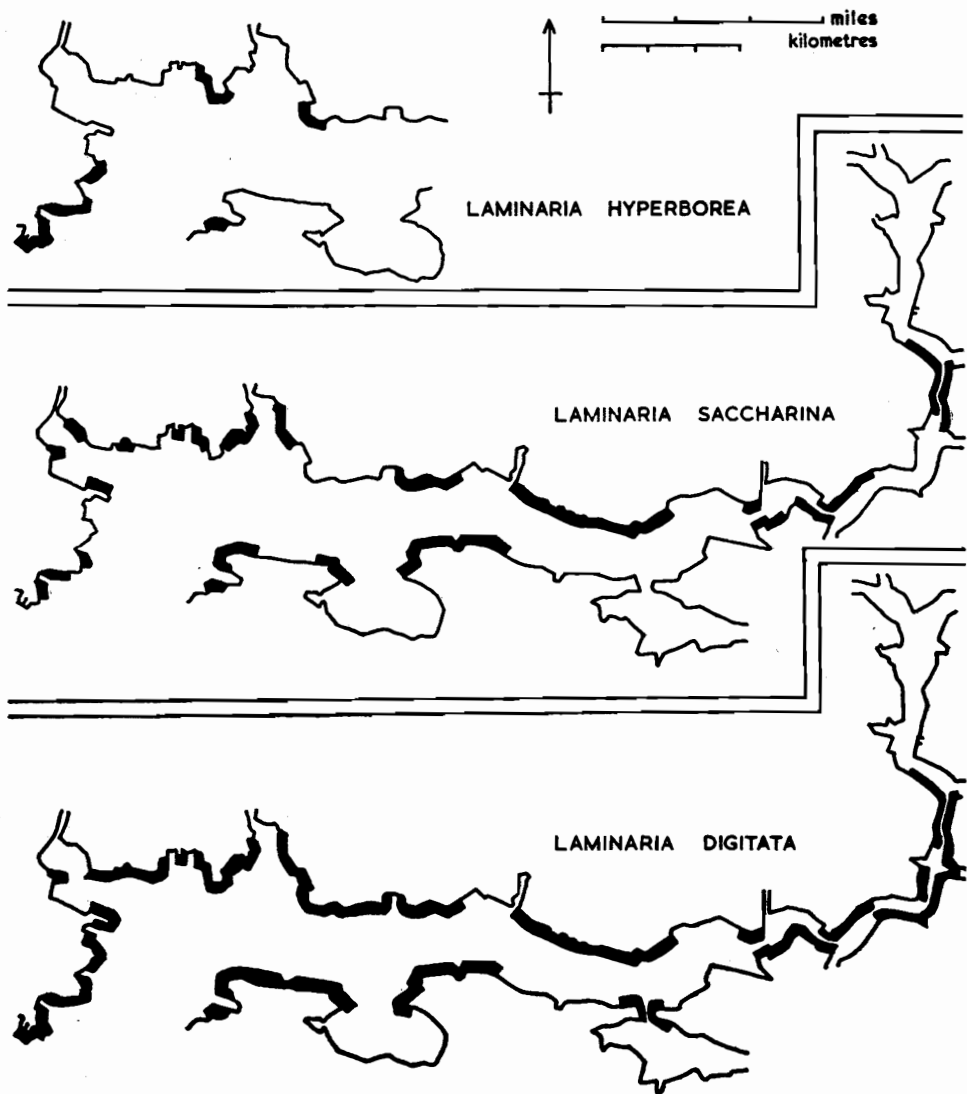 miles
kilometres
LAMINARIA HYPERBOREA
LAMINARIA SACCHARINA
LAMINARIA DIGITATA